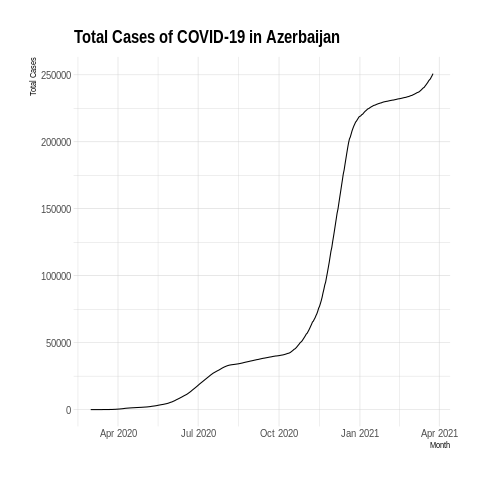 Total Cases of COVID-19 in Azerbaijan
Total Cases
250000
200000
150000
100000
50000
0
Apr 2020 Jul 2020 Oct 2020 Jan 2021 Apr 2021
Month